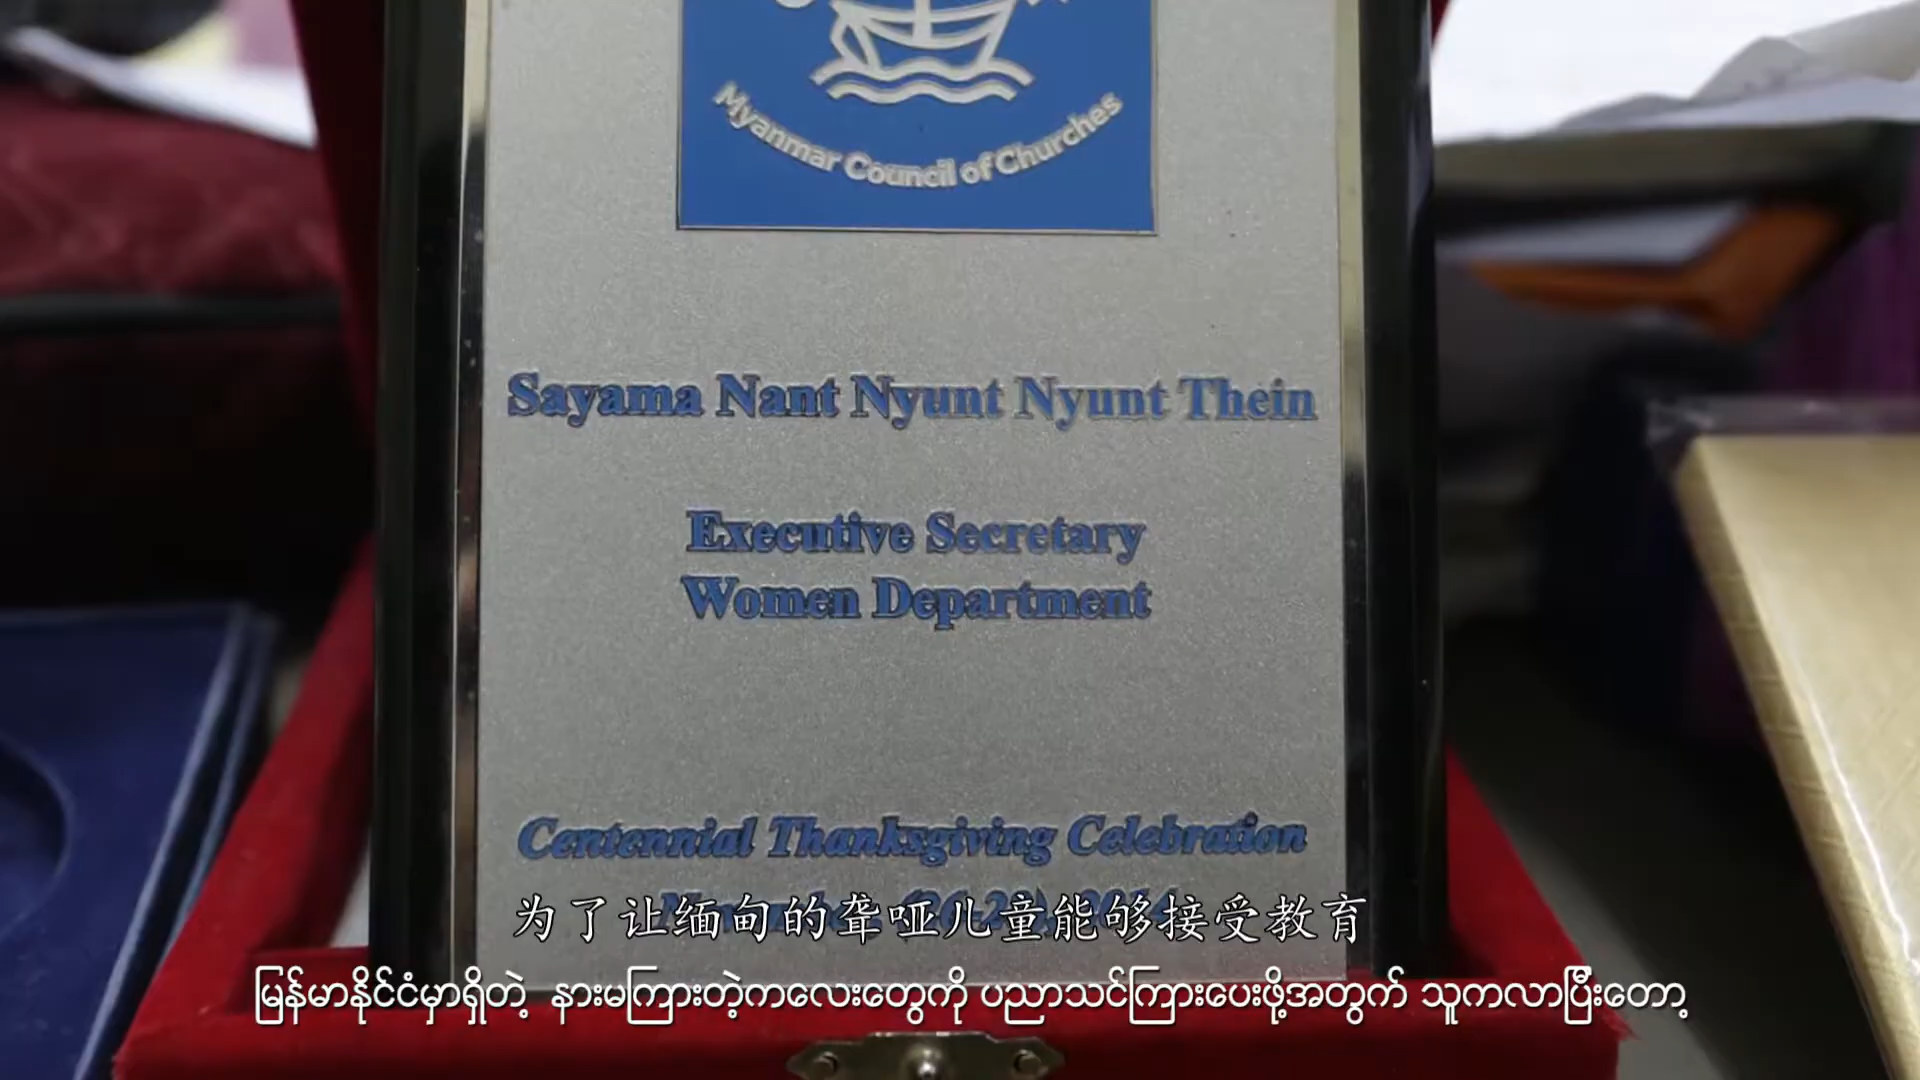 Myanmar Council of Churches
Sayama Nant Nyunt Nyunt Thein
Executive Secretary
Women Department
Centennial Thanksgiving Celebration
为了让缅甸的聋哑儿童能够接受教育
မြန်မာနိုင်ငံမှာရှိတဲ့ နားမကြားတဲ့ကလေးတွေကို ပညာသင်ကြားပေးဖို့အတွက် သူကလာပြီးတော့